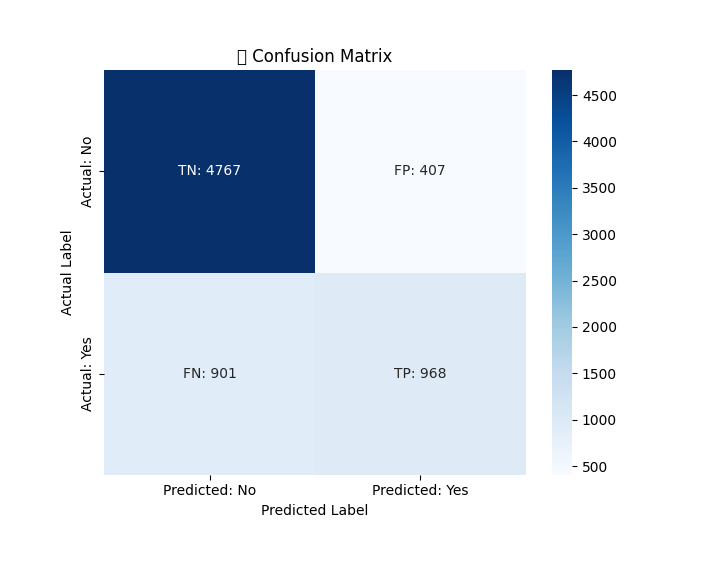 ▯ Confusion Matrix
Actual: No
Actual: Yes
Actual Label
TN: 4767
FP: 407
FN: 901
TP: 968
Predicted: No
Predicted: Yes
Predicted Label
4500
4000
3500
3000
2500
2000
1500
1000
500